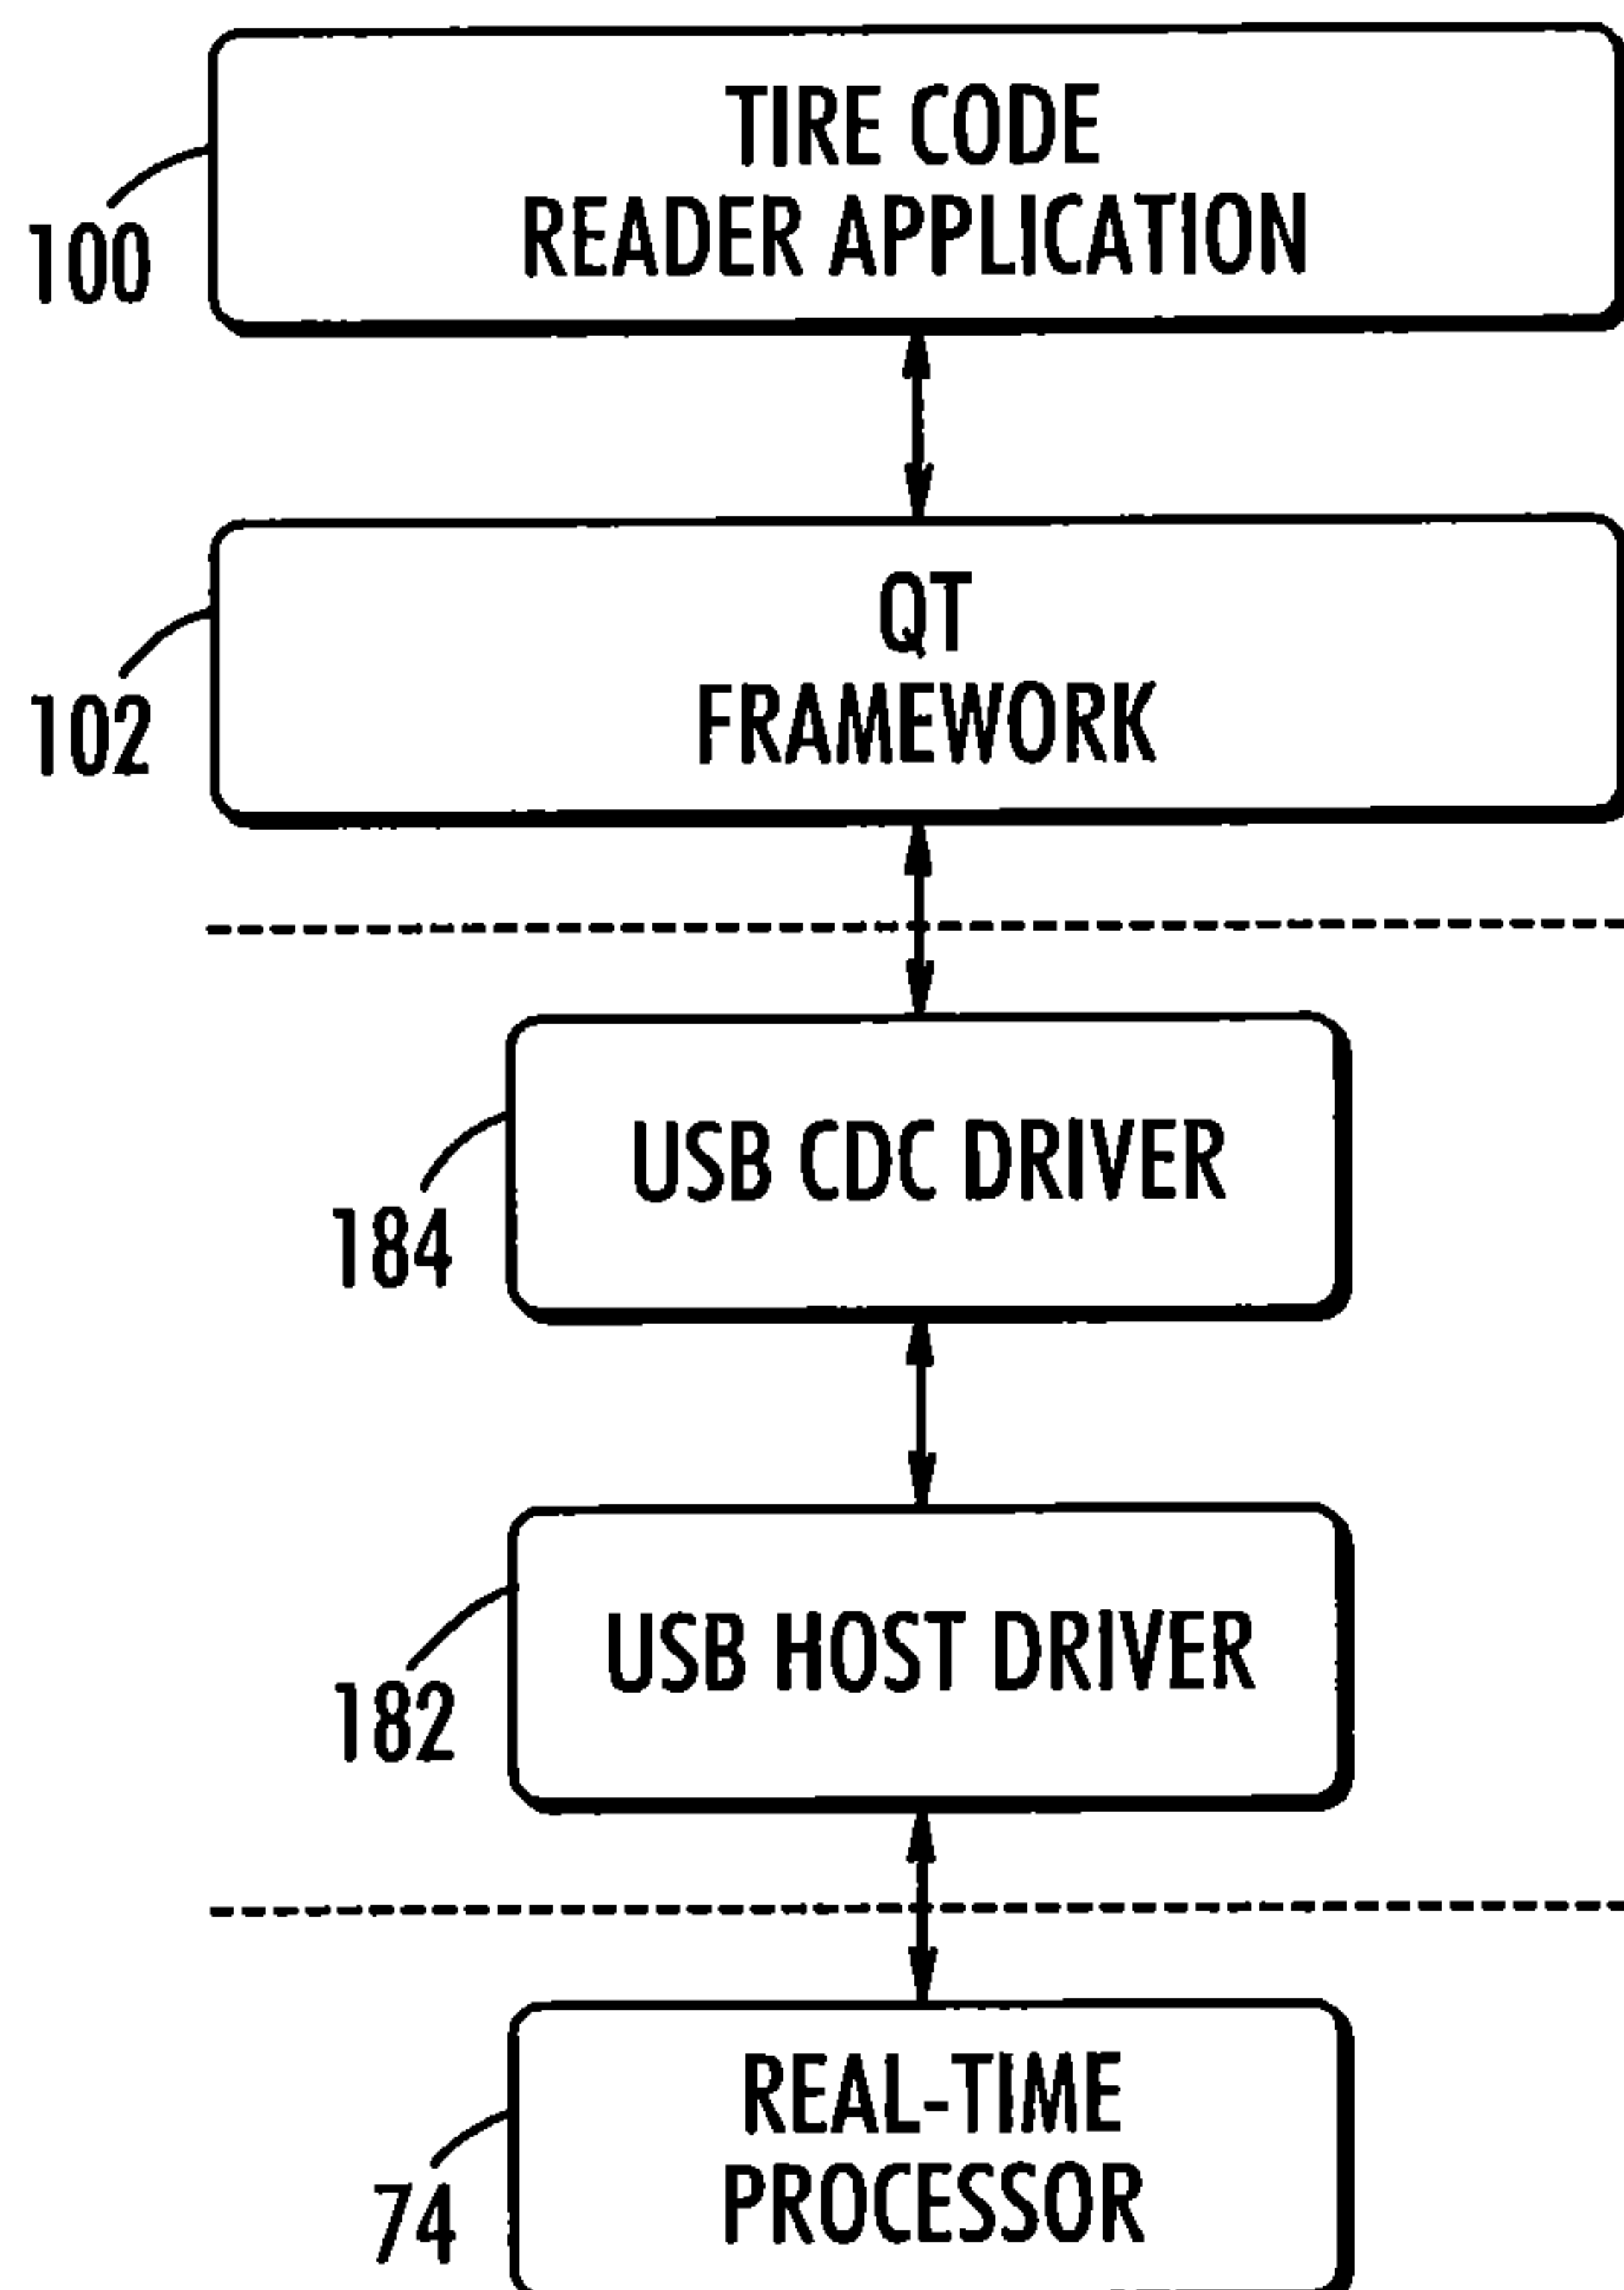 TIRE CODE
READER APPLICATION
100
QT
FRAMEWORK
102
USB CDC DRIVER
184
USB HOST DRIVER
182
REAL-TIME
PROCESSOR
74